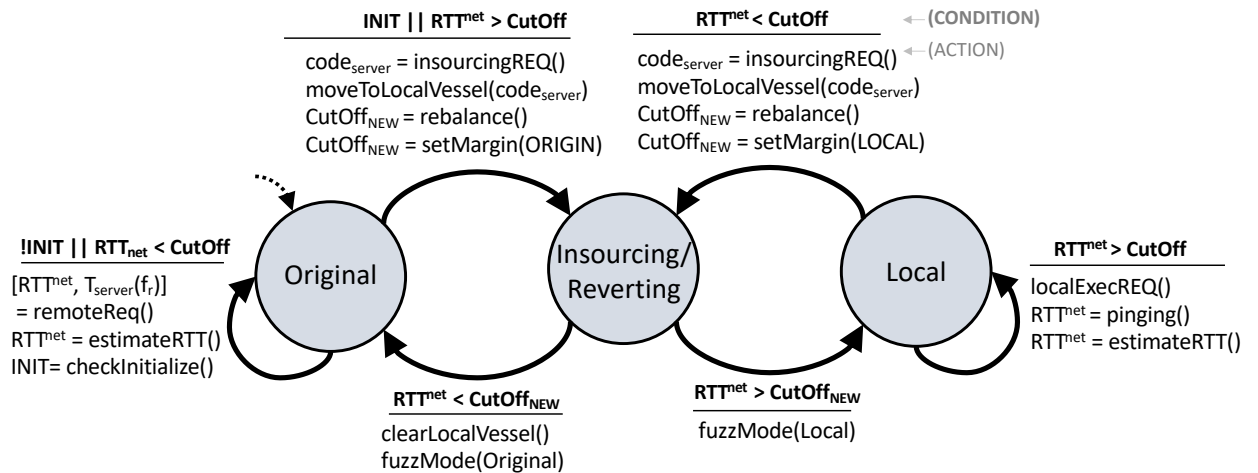 INIT || RTT^net > CutOff
code_server = insourcingREQ()
moveToLocalVessel(code_server)
CutOff_NEW = rebalance()
CutOff_NEW = setMargin(ORIGIN)
RTT^net < CutOff
code_server = insourcingREQ()
moveToLocalVessel(code_server)
CutOff_NEW = rebalance()
CutOff_NEW = setMargin(LOCAL)
(CONDITION)
(ACTION)
!INIT || RTT_net < CutOff
[RTT^net, T_server(f_r)]
= remoteReq()
RTT^net = estimateRTT()
INIT= checkInitialize()
Original
Insourcing/
Reverting
Local
RTT^net > CutOff
localExecREQ()
RTT^net = pinging()
RTT^net = estimateRTT()
RTT^net < CutOff_NEW
clearLocalVessel()
fuzzMode(Original)
RTT^net > CutOff_NEW
fuzzMode(Local)